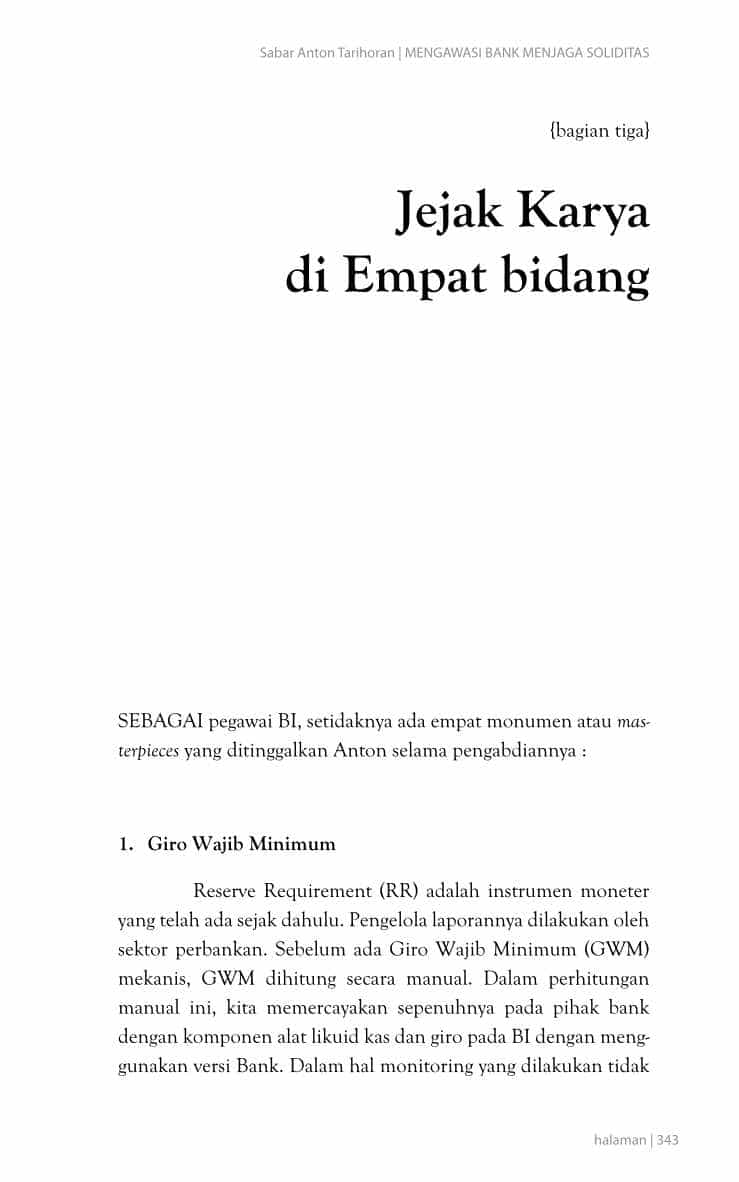 Sabar Anton Tarihoran | MENGAWASI BANK MENJAGA SOLIDITAS
{bagian tiga}
Jejak Karya
di Empat bidang
SEBAGAI pegawai BI, setidaknya ada empat monumen atau mas-
terpieces yang ditinggalkan Anton selama pengabdiannya :
1. Giro Wajib Minimum
Reserve Requirement (RR) adalah instrumen moneter
yang telah ada sejak dahulu. Pengelola laporannya dilakukan oleh
sektor perbankan. Sebelum ada Giro Wajib Minimum (GWM)
mekanis, GWM dihitung secara manual. Dalam perhitungan
manual ini, kita memercayakan sepenuhnya pada pihak bank
dengan komponen alat likuid kas dan giro pada BI dengan meng-
gunakan versi Bank. Dalam hal monitoring yang dilakukan tidak
halaman | 343